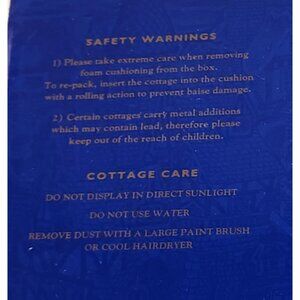 SAFETY WARNINGS
1) Please take extreme care when removing
foam cushioning from the box.
To re-pack, insert the cottage into the cushion
with a rolling action to prevent baise damage.
2) Certain cottages carry metal additions
which may contain lead, therefore please
keep out of the reach of children.
COTTAGE CARE
DO NOT DISPLAY IN DIRECT SUNLIGHT
DO NOT USE WATER
REMOVE DUST WITH A LARGE PAINT BRUSH
OR COOL HAIRDRYER